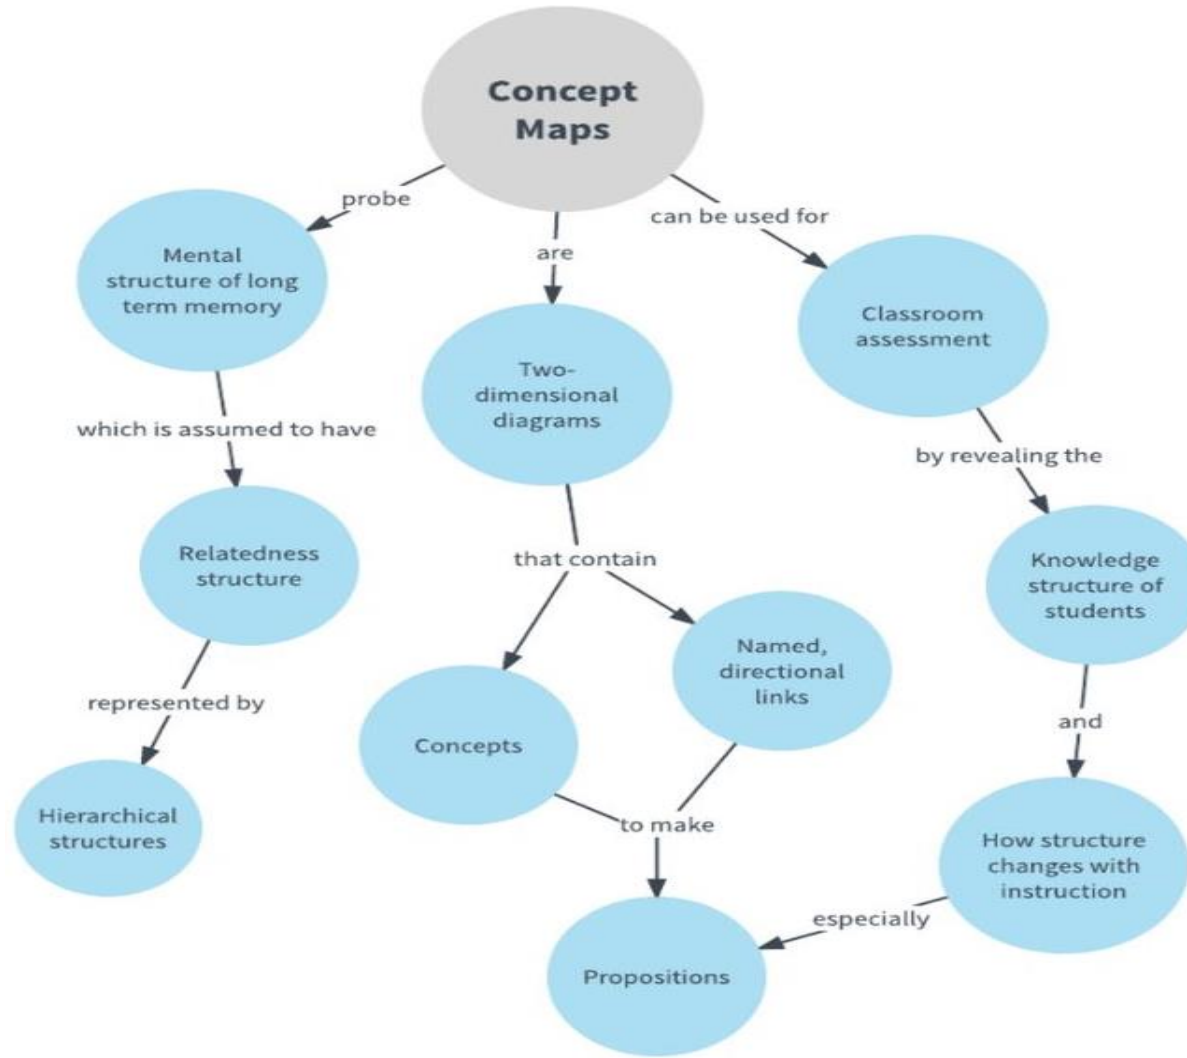 Concept
Maps
probe
are
can be used for
Mental
structure of long
term memory
Two-
dimensional
diagrams
Classroom
assessment
which is assumed to have
by revealing the
Relatedness
structure
that contain
Knowledge
structure of
students
represented by
Concepts
Named,
directional
links
and
Hierarchical
structures
to make
How structure
changes with
instruction
especially
Propositions